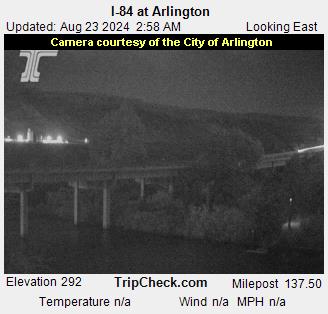 I-84 at Arlington
Updated: Aug 23 2024 2:58 AM Looking East
Camera courtesy of the City of Arlington
Elevation 292 TripCheck.com Milepost 137.50
Temperature n/a Wind n/a MPH n/a